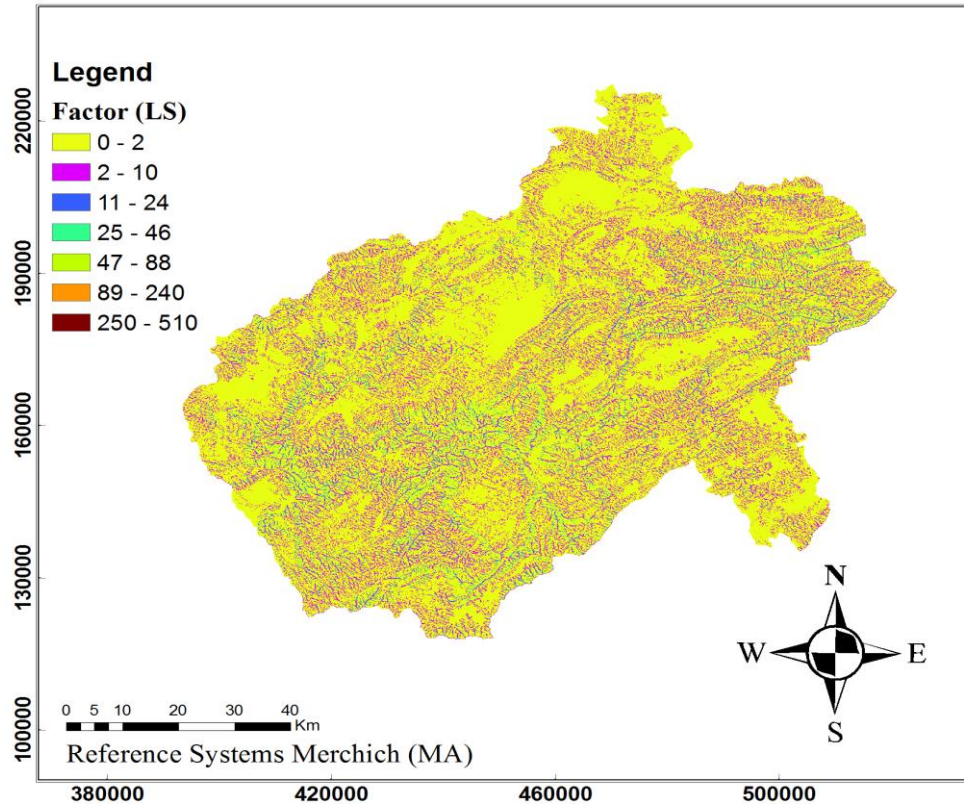 Legend
Factor (LS)
0 - 2
2 - 10
11 - 24
25 - 46
47 - 88
89 - 240
250 - 510
220000
190000
160000
130000
100000
N
W E
S
0 5 10 20 30 40
Km
Reference Systems Merchich (MA)
380000 420000 460000 500000